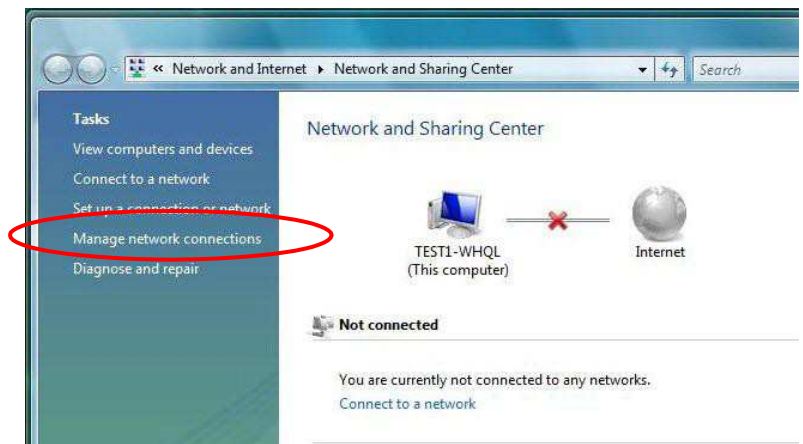 « Network and Internet ▸ Network and Sharing Center
Search
Tasks
View computers and devices
Connect to a network
Set up a connection or network
Manage network connections
Diagnose and repair
Network and Sharing Center
TEST1-WHQL
(This computer)
Internet
Not connected
You are currently not connected to any networks.
Connect to a network